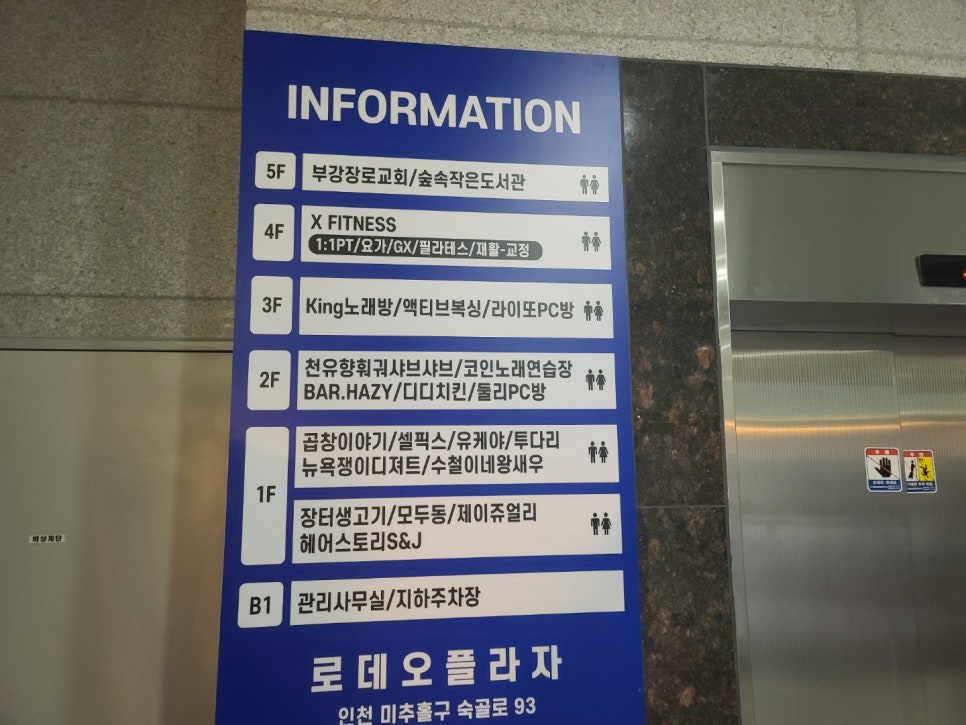 INFORMATION
5F
부강장로교회/숲속작은도서관
4F
X FITNESS
1:1PT/요가/GX/필라테스/재활-교정
3F
King노래방/액티브복싱/라이또PC방
2F
천유향훠궈샤브샤브/코인노래연습장
BAR.HAZY/디디치킨/둘리PC방
1F
곱창이야기/셀픽스/유케야/투다리
뉴욕쟁이디져트/수철이네왕새우
장터생고기/모두동/제이쥬얼리
헤어스토리S&J
B1
관리사무실/지하주차장
로데오플라자
인천 미추홀구 숙골로 93
비상계단